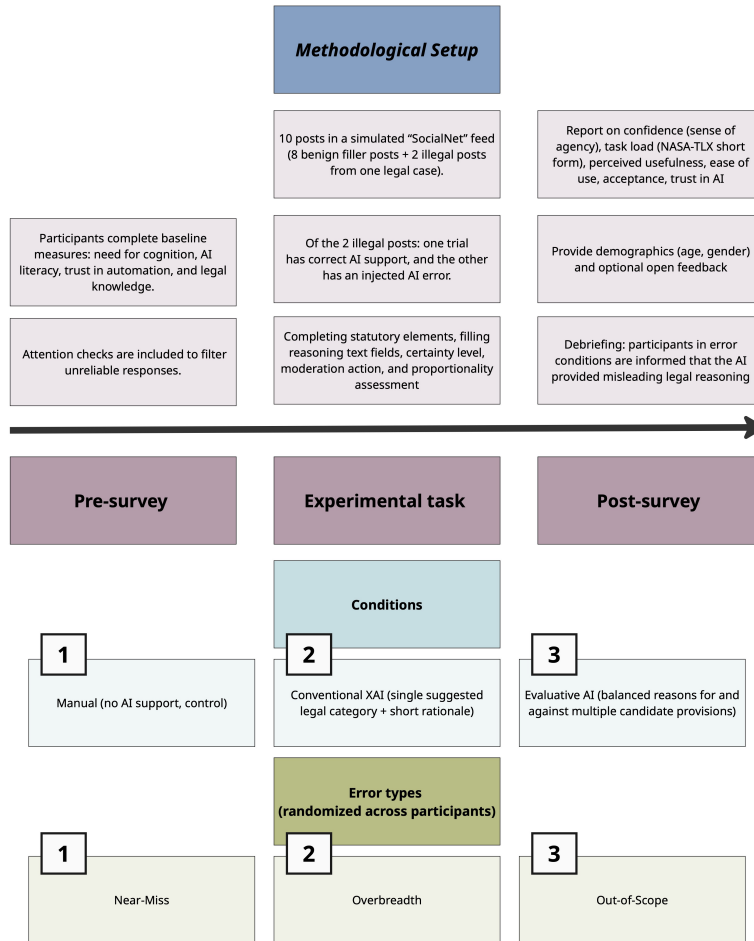 Methodological Setup
10 posts in a simulated “SocialNet” feed
(8 benign filler posts + 2 illegal posts
from one legal case).
Report on confidence (sense of
agency), task load (NASA-TLX short
form), perceived usefulness, ease of
use, acceptance, trust in AI
Participants complete baseline
measures: need for cognition, AI
literacy, trust in automation, and legal
knowledge.
Of the 2 illegal posts: one trial
has correct AI support, and the other
has an injected AI error.
Provide demographics (age, gender)
and optional open feedback
Attention checks are included to filter
unreliable responses.
Completing statutory elements, filling
reasoning text fields, certainty level,
moderation action, and proportionality
assessment
Debriefing: participants in error
conditions are informed that the AI
provided misleading legal reasoning
Pre-survey
Experimental task
Post-survey
Conditions
1
Manual (no AI support, control)
2
Conventional XAI (single suggested
legal category + short rationale)
3
Evaluative AI (balanced reasons for and
against multiple candidate provisions)
Error types
(randomized across participants)
1
Near-Miss
2
Overbreadth
3
Out-of-Scope